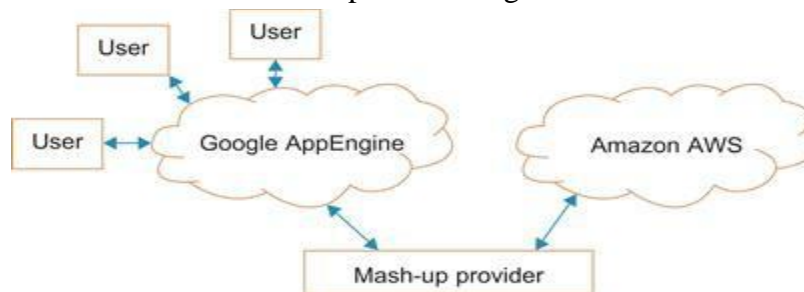 User
User
User
Google AppEngine
Amazon AWS
Mash-up provider